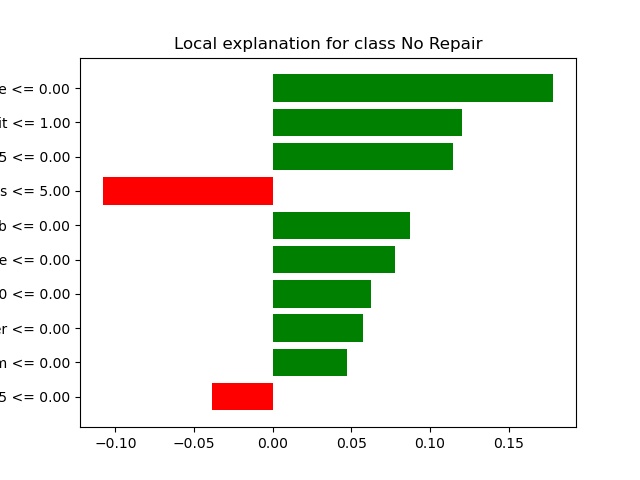 Local explanation for class No Repair
e <= 0.00
it <= 1.00
5 <= 0.00
s <= 5.00
b <= 0.00
e <= 0.00
0 <= 0.00
er <= 0.00
m <= 0.00
5 <= 0.00
−0.10 −0.05 0.00 0.05 0.10 0.15